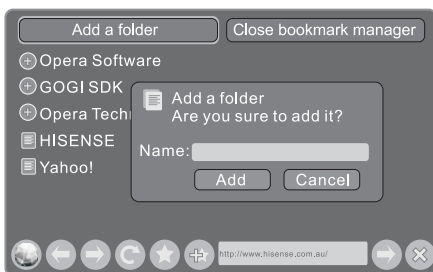 Add a folder
Close bookmark manager
Opera Software
GOGI SDK
Opera Tech
HISENSE
Yahoo!
Add a folder
Are you sure to add it?
Name:
Add
Cancel
http://www.hisense.com.au/